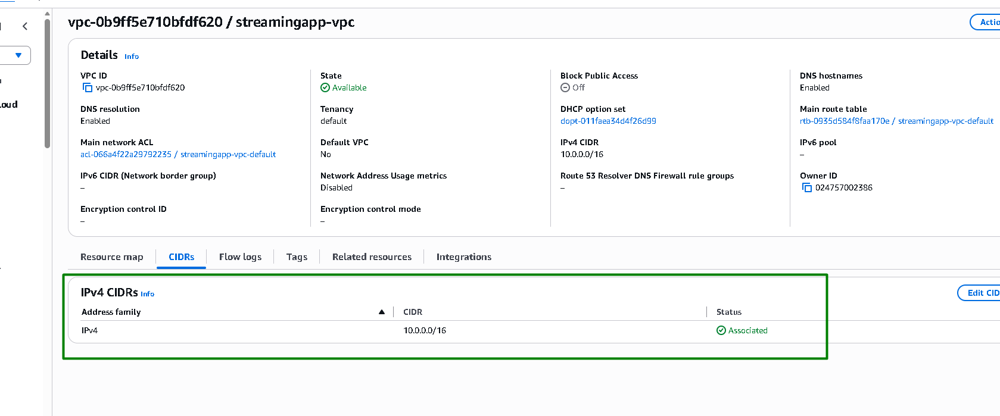 vpc-0b9ff5e710bfdf620 / streamingapp-vpc
Actio
Details Info
VPC ID
vpc-0b9ff5e710bfdf620
State
Available
Block Public Access
Off
DNS hostnames
Enabled
DNS resolution
Enabled
Tenancy
default
DHCP option set
dopt-011faea34d4f26d99
Main route table
rtb-0935d584f8faa170e / streamingapp-vpc-default
Main network ACL
acl-066a4f22a29792235 / streamingapp-vpc-default
Default VPC
No
IPv4 CIDR
10.0.0.0/16
IPv6 pool
–
IPv6 CIDR (Network border group)
–
Network Address Usage metrics
Disabled
Route 53 Resolver DNS Firewall rule groups
–
Owner ID
024757002386
Encryption control ID
–
Encryption control mode
–
loud
Resource map CIDRs Flow logs Tags Related resources Integrations
IPv4 CIDRs Info
Edit CID
Address family CIDR Status
IPv4 10.0.0.0/16 Associated